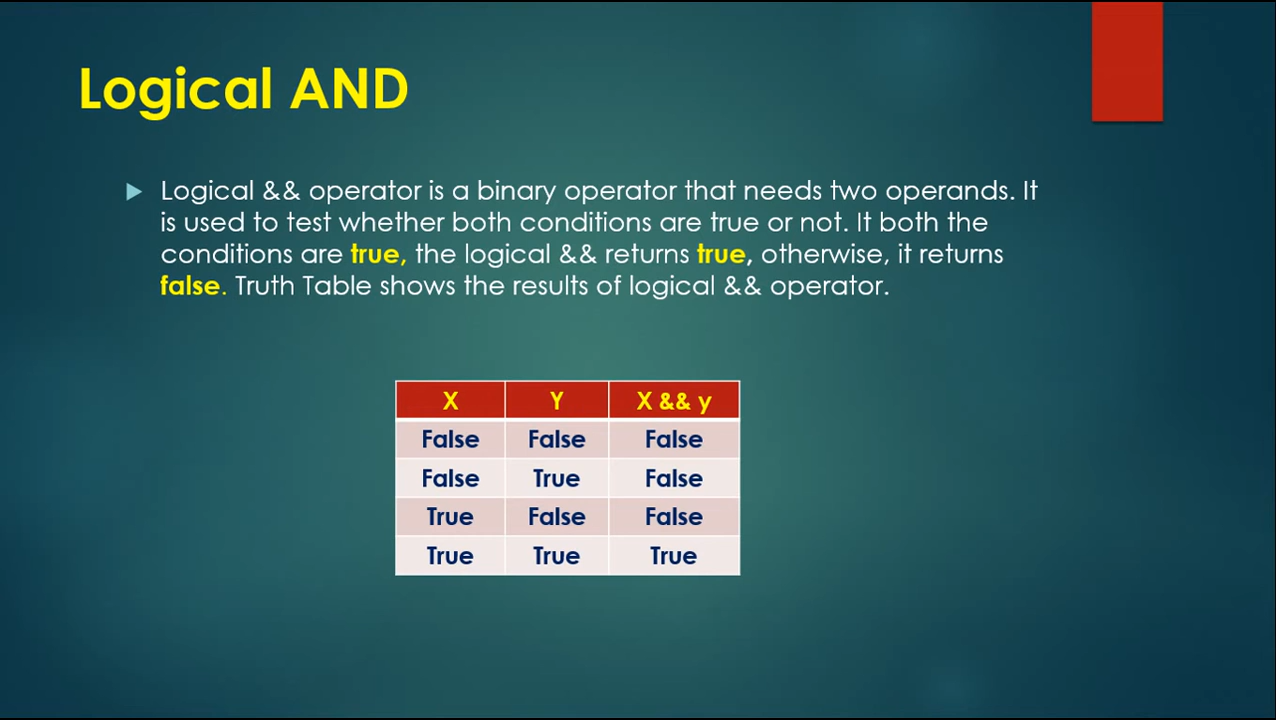 Logical AND
Logical && operator is a binary operator that needs two operands. It
is used to test whether both conditions are true or not. It both the
conditions are true, the logical && returns true, otherwise, it returns
false. Truth Table shows the results of logical && operator.
X Y X && y
False False False
False True False
True False False
True True True